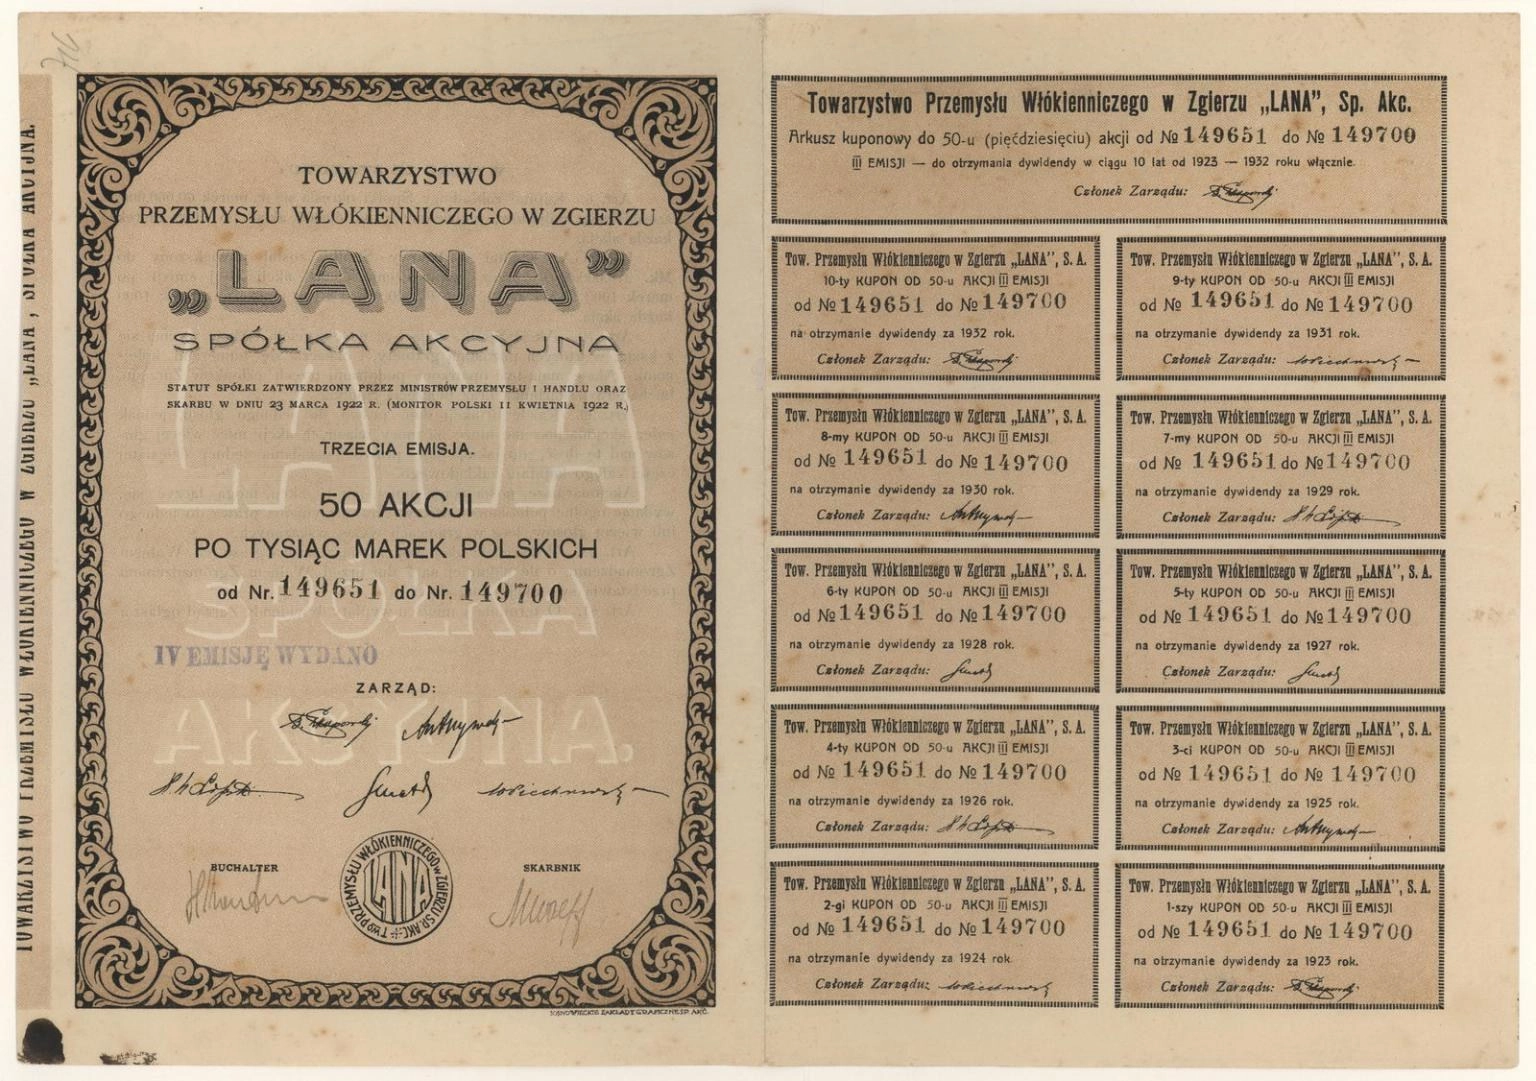 TOWARZYSTWO PRZEMYSŁU WŁÓKIENNICZEGO W ZGIERZU „LANA”, SPÓŁKA AKCYJNA.
TOWARZYSTWO
PRZEMYSŁU WŁÓKIENNICZEGO W ZGIERZU
„LANA”
SPÓŁKA AKCYJNA
STATUT SPÓŁKI ZATWIERDZONY PRZEZ MINISTRÓW PRZEMYSŁU I HANDLU ORAZ
SKARBU W DNIU 23 MARCA 1922 R. (MONITOR POLSKI 11 KWIETNIA 1922 R.)
TRZECIA EMISJA.
50 AKCJI
PO TYSIĄC MAREK POLSKICH
od Nr. 149651 do Nr. 149700
IV EMISJĘ WYDANO
ZARZĄD:
BUCHALTER SKARBNIK
TWO PRZEMYSŁU WŁÓKIENNICZEGO W ZGIERZU SP. AKC.
LANA
LANA
SPÓŁKA
AKCYJNA.
SOSNOWIECKIE ZAKŁADY GRAFICZNE SP. AKC.
Towarzystwo Przemysłu Włókienniczego w Zgierzu „LANA”, Sp. Akc.
Arkusz kuponowy do 50-u (pięćdziesięciu) akcji od № 149651 do № 149700
III EMISJI — do otrzymania dywidendy w ciągu 10 lat od 1923 — 1932 roku włącznie.
Członek Zarządu:
Tow. Przemysłu Włókienniczego w Zgierzu „LANA”, S. A.
10-ty KUPON OD 50-u AKCJI III EMISJI
od № 149651 do № 149700
na otrzymanie dywidendy za 1932 rok.
Członek Zarządu:
Tow. Przemysłu Włókienniczego w Zgierzu „LANA”, S. A.
9-ty KUPON OD 50-u AKCJI III EMISJI
od № 149651 do № 149700
na otrzymanie dywidendy za 1931 rok.
Członek Zarządu:
Tow. Przemysłu Włókienniczego w Zgierzu „LANA”, S. A.
8-my KUPON OD 50-u AKCJI III EMISJI
od № 149651 do № 149700
na otrzymanie dywidendy za 1930 rok.
Członek Zarządu:
Tow. Przemysłu Włókienniczego w Zgierzu „LANA”, S. A.
7-my KUPON OD 50-u AKCJI III EMISJI
od № 149651 do № 149700
na otrzymanie dywidendy za 1929 rok.
Członek Zarządu:
Tow. Przemysłu Włókienniczego w Zgierzu „LANA”, S. A.
6-ty KUPON OD 50-u AKCJI III EMISJI
od № 149651 do № 149700
na otrzymanie dywidendy za 1928 rok.
Członek Zarządu:
Tow. Przemysłu Włókienniczego w Zgierzu „LANA”, S. A.
5-ty KUPON OD 50-u AKCJI III EMISJI
od № 149651 do № 149700
na otrzymanie dywidendy za 1927 rok.
Członek Zarządu:
Tow. Przemysłu Włókienniczego w Zgierzu „LANA”, S. A.
4-ty KUPON OD 50-u AKCJI III EMISJI
od № 149651 do № 149700
na otrzymanie dywidendy za 1926 rok.
Członek Zarządu:
Tow. Przemysłu Włókienniczego w Zgierzu „LANA”, S. A.
3-ci KUPON OD 50-u AKCJI III EMISJI
od № 149651 do № 149700
na otrzymanie dywidendy za 1925 rok.
Członek Zarządu:
Tow. Przemysłu Włókienniczego w Zgierzu „LANA”, S. A.
2-gi KUPON OD 50-u AKCJI III EMISJI
od № 149651 do № 149700
na otrzymanie dywidendy za 1924 rok.
Członek Zarządu:
Tow. Przemysłu Włókienniczego w Zgierzu „LANA”, S. A.
1-szy KUPON OD 50-u AKCJI III EMISJI
od № 149651 do № 149700
na otrzymanie dywidendy za 1923 rok.
Członek Zarządu: